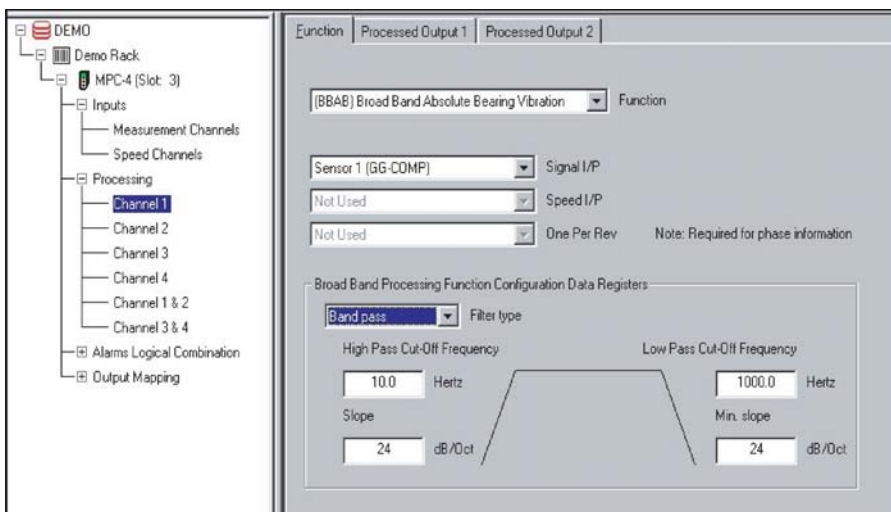 DEMO
Demo Rack
MPC-4 (Slot: 3)
Inputs
Measurement Channels
Speed Channels
Processing
Channel 1
Channel 2
Channel 3
Channel 4
Channel 1 & 2
Channel 3 & 4
Alarms Logical Combination
Output Mapping
Function
Processed Output 1
Processed Output 2
(BBAB) Broad Band Absolute Bearing Vibration
Function
Sensor 1 (GG-COMP)
Signal I/P
Not Used
Speed I/P
Not Used
One Per Rev
Note: Required for phase information
Broad Band Processing Function Configuration Data Registers
Band pass
Filter type
High Pass Cut-Off Frequency
Low Pass Cut-Off Frequency
10.0 Hertz
1000.0 Hertz
Slope
Min. slope
24 dB/Oct
24 dB/Oct